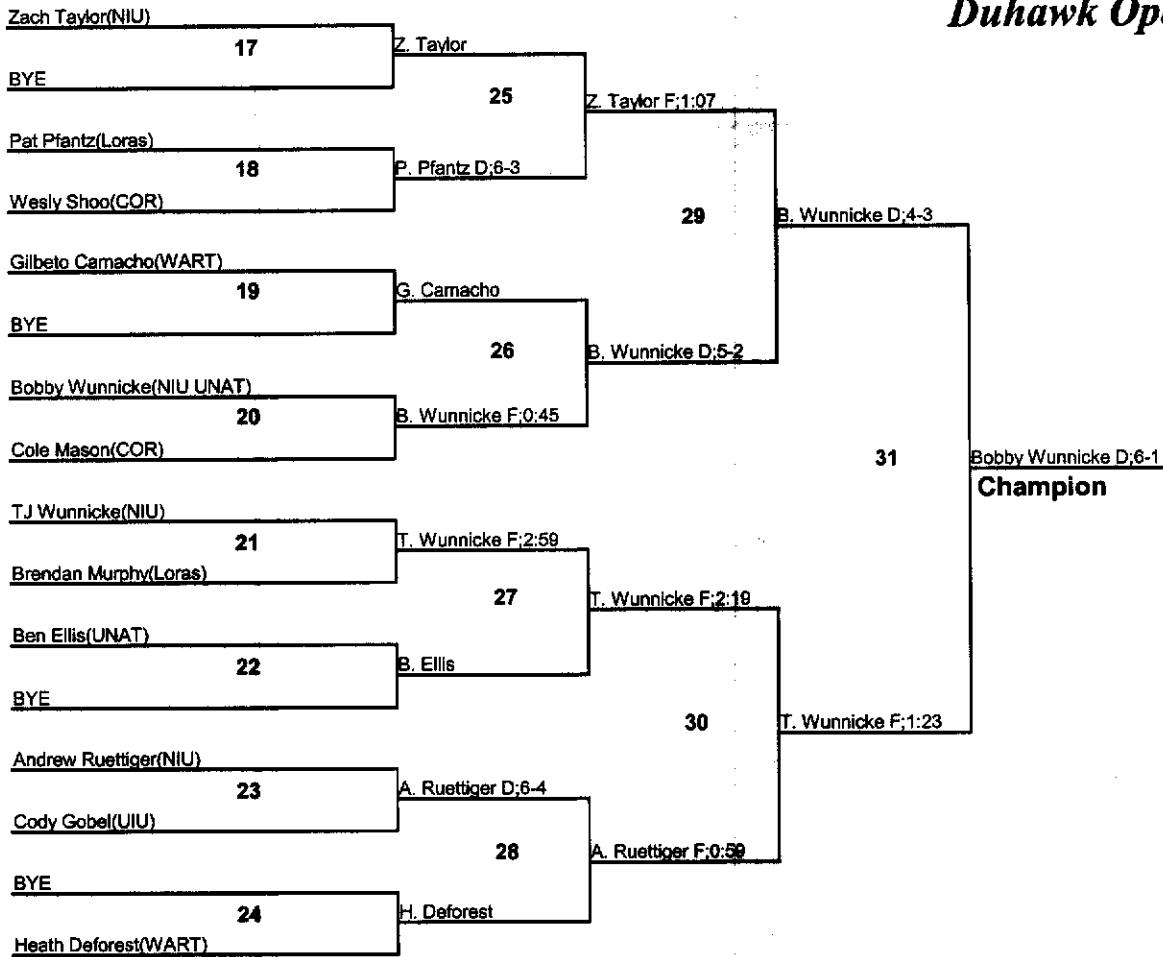 Duhawk
Zach Taylor(NIU)
17
BYE
Z. Taylor
25
Z. Taylor F;1:07
Pat Pfantz(Loras)
18
Wesly Shoo(COR)
P. Pfantz D;6-3
29
B. Wunnicke D;4-3
Gilbeto Camacho(WART)
19
BYE
G. Camacho
26
B. Wunnicke D;5-2
Bobby Wunnicke(NIU UNAT)
20
Cole Mason(COR)
B. Wunnicke F;0:45
31
Bobby Wunnicke D;6-1
Champion
TJ Wunnicke(NIU)
21
Brendan Murphy(Loras)
T. Wunnicke F;2:59
27
T. Wunnicke F;2:19
Ben Ellis(UNAT)
22
BYE
B. Ellis
30
T. Wunnicke F;1:23
Andrew Ruettiger(NIU)
23
Cody Gobel(UIU)
A. Ruettiger D;6-4
28
A. Ruettiger F;0:59
BYE
24
Heath Deforest(WART)
H. Deforest